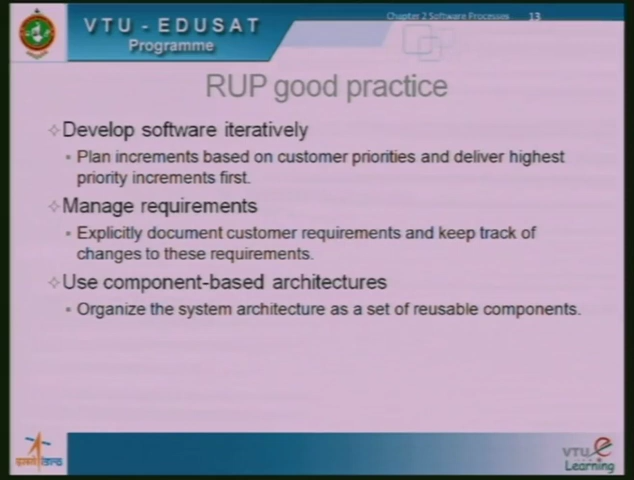 Chapter 2 Software Processes 13
VTU - EDUSAT
Programme
RUP good practice
Develop software iteratively
Plan increments based on customer priorities and deliver highest
priority increments first.
Manage requirements
Explicitly document customer requirements and keep track of
changes to these requirements.
Use component-based architectures
Organize the system architecture as a set of reusable components.
VTU e
Learning